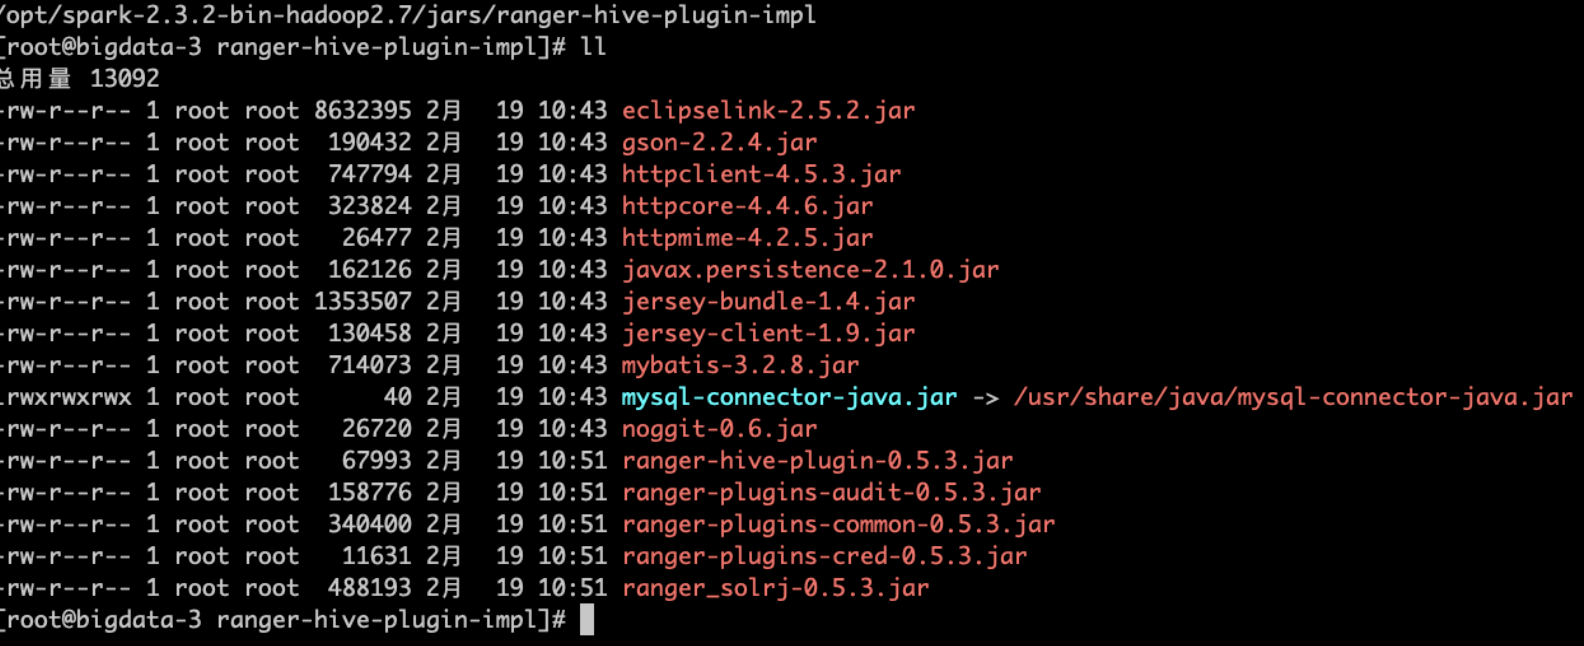 /opt/spark-2.3.2-bin-hadoop2.7/jars/ranger-hive-plugin-impl
[root@bigdata-3 ranger-hive-plugin-impl]# ll
总用量 13092
-rw-r--r-- 1 root root 8632395 2月  19 10:43 eclipselink-2.5.2.jar
-rw-r--r-- 1 root root  190432 2月  19 10:43 gson-2.2.4.jar
-rw-r--r-- 1 root root  747794 2月  19 10:43 httpclient-4.5.3.jar
-rw-r--r-- 1 root root  323824 2月  19 10:43 httpcore-4.4.6.jar
-rw-r--r-- 1 root root   26477 2月  19 10:43 httpmime-4.2.5.jar
-rw-r--r-- 1 root root  162126 2月  19 10:43 javax.persistence-2.1.0.jar
-rw-r--r-- 1 root root 1353507 2月  19 10:43 jersey-bundle-1.4.jar
-rw-r--r-- 1 root root  130458 2月  19 10:43 jersey-client-1.9.jar
-rw-r--r-- 1 root root  714073 2月  19 10:43 mybatis-3.2.8.jar
lrwxrwxrwx 1 root root      40 2月  19 10:43 mysql-connector-java.jar -> /usr/share/java/mysql-connector-java.jar
-rw-r--r-- 1 root root   26720 2月  19 10:43 noggit-0.6.jar
-rw-r--r-- 1 root root   67993 2月  19 10:51 ranger-hive-plugin-0.5.3.jar
-rw-r--r-- 1 root root  158776 2月  19 10:51 ranger-plugins-audit-0.5.3.jar
-rw-r--r-- 1 root root  340400 2月  19 10:51 ranger-plugins-common-0.5.3.jar
-rw-r--r-- 1 root root   11631 2月  19 10:51 ranger-plugins-cred-0.5.3.jar
-rw-r--r-- 1 root root  488193 2月  19 10:51 ranger_solrj-0.5.3.jar
[root@bigdata-3 ranger-hive-plugin-impl]#